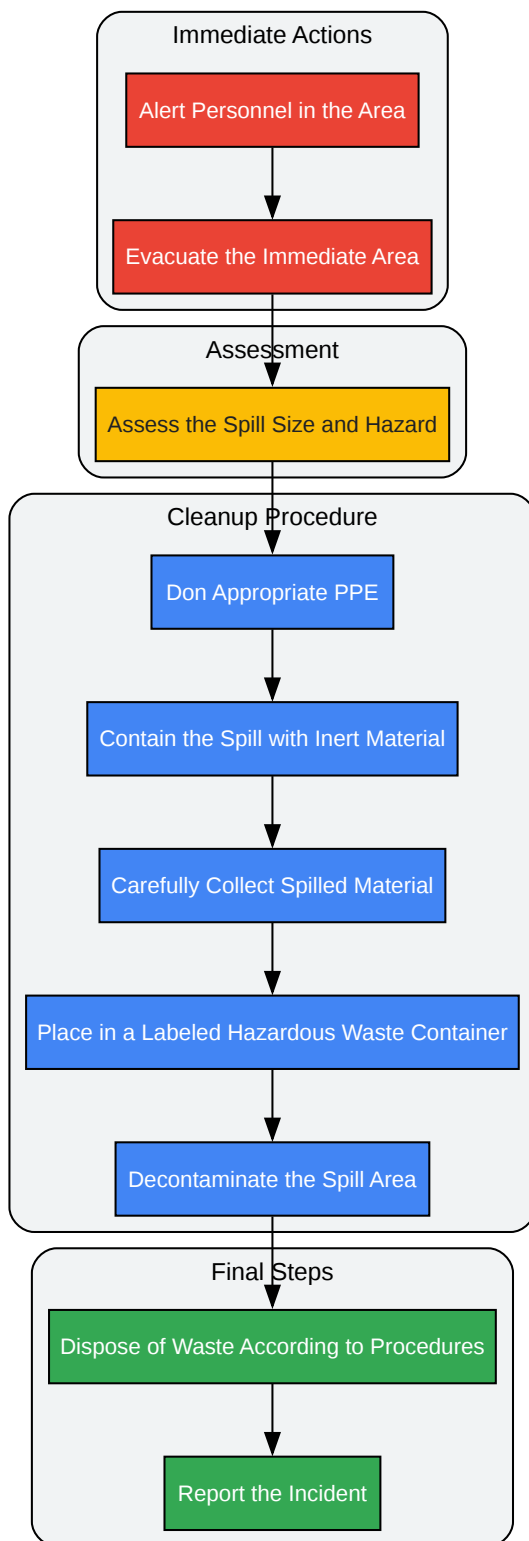 Immediate Actions
Alert Personnel in the Area
Evacuate the Immediate Area
Assessment
Assess the Spill Size and Hazard
Cleanup Procedure
Don Appropriate PPE
Contain the Spill with Inert Material
Carefully Collect Spilled Material
Place in a Labeled Hazardous Waste Container
Decontaminate the Spill Area
Final Steps
Dispose of Waste According to Procedures
Report the Incident